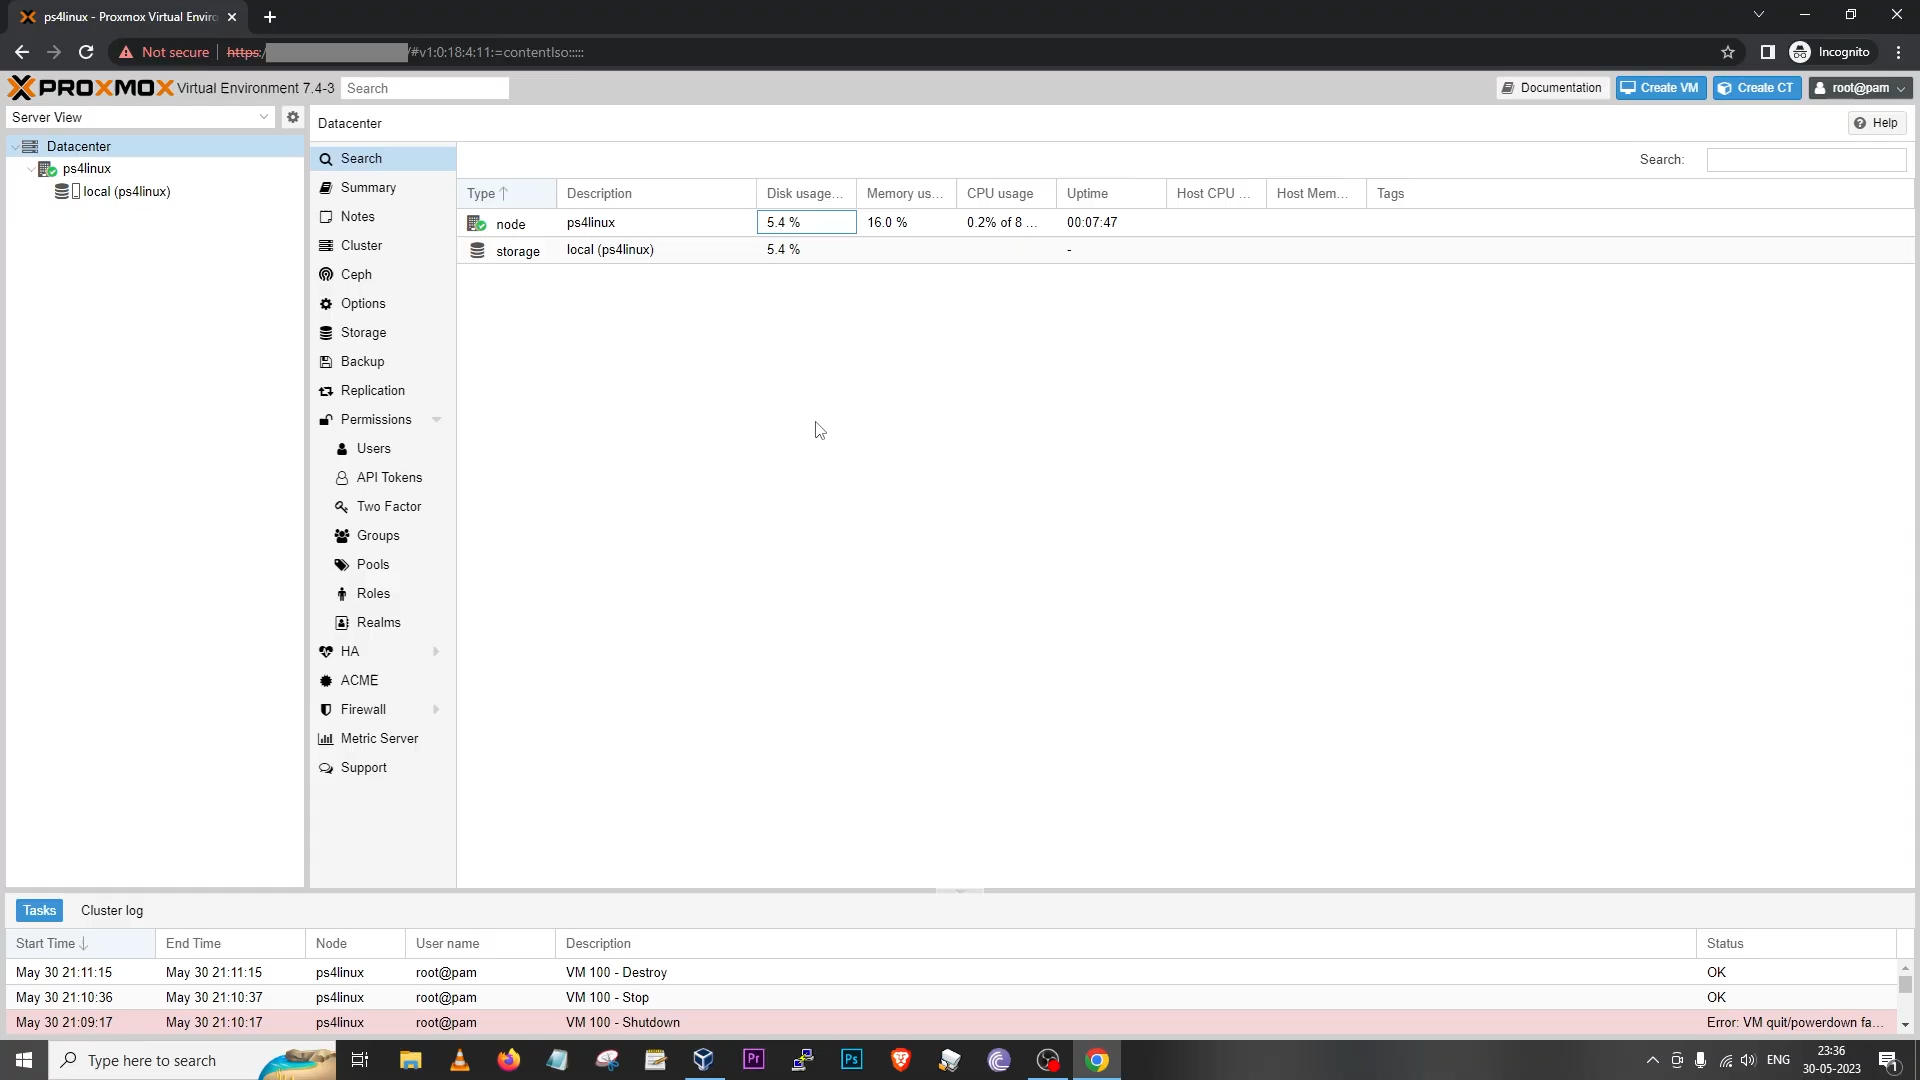 ps4linux - Proxmox Virtual Enviro
Not secure https:/ /#v1:0:18:4:11:=contentIso:::::
Incognito
PROXMOX Virtual Environment 7.4-3 Search
Documentation Create VM Create CT root@pam
Server View
Datacenter
ps4linux
local (ps4linux)
Datacenter
Help
Search
Summary
Notes
Cluster
Ceph
Options
Storage
Backup
Replication
Permissions
Users
API Tokens
Two Factor
Groups
Pools
Roles
Realms
HA
ACME
Firewall
Metric Server
Support
Search:
Type Description Disk usage... Memory us... CPU usage Uptime Host CPU ... Host Mem... Tags
node ps4linux 5.4 % 16.0 % 0.2% of 8 ... 00:07:47
storage local (ps4linux) 5.4 % -
Tasks Cluster log
Start Time End Time Node User name Description Status
May 30 21:11:15 May 30 21:11:15 ps4linux root@pam VM 100 - Destroy OK
May 30 21:10:36 May 30 21:10:37 ps4linux root@pam VM 100 - Stop OK
May 30 21:09:17 May 30 21:10:17 ps4linux root@pam VM 100 - Shutdown Error: VM quit/powerdown fa...
Type here to search
Pr
Ps
ENG
23:36
30-05-2023
1